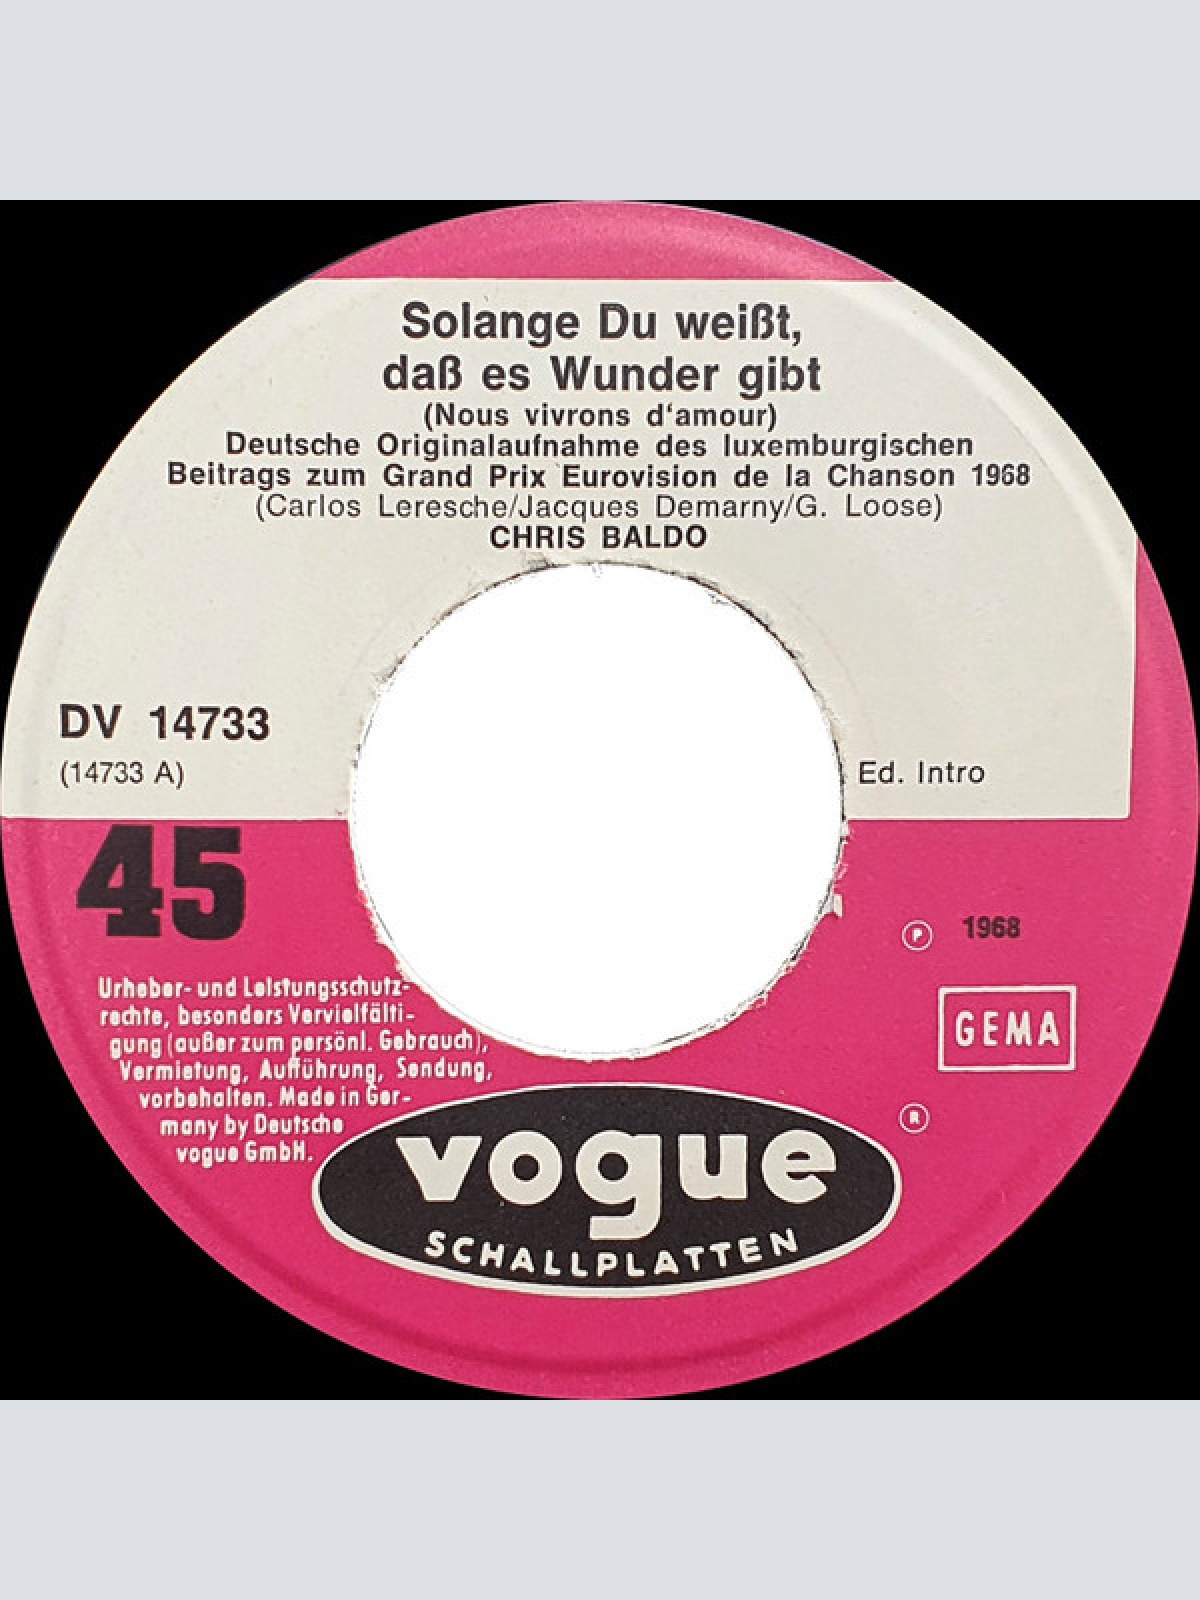 Solange Du weißt,
daß es Wunder gibt
(Nous vivrons d'amour)
Deutsche Originalaufnahme des luxemburgischen
Beitrags zum Grand Prix Eurovision de la Chanson 1968
(Carlos Leresche/Jacques Demarny/G. Loose)
CHRIS BALDO
DV 14733
(14733 A)
Ed. Intro
45
℗ 1968
Urheber- und Leistungsschutz-
rechte, besonders Vervielfälti-
gung (außer zum persönl. Gebrauch),
Vermietung, Aufführung, Sendung,
vorbehalten. Made in Ger-
many by Deutsche
vogue GmbH.
GEMA
®
vogue
SCHALLPLATTEN